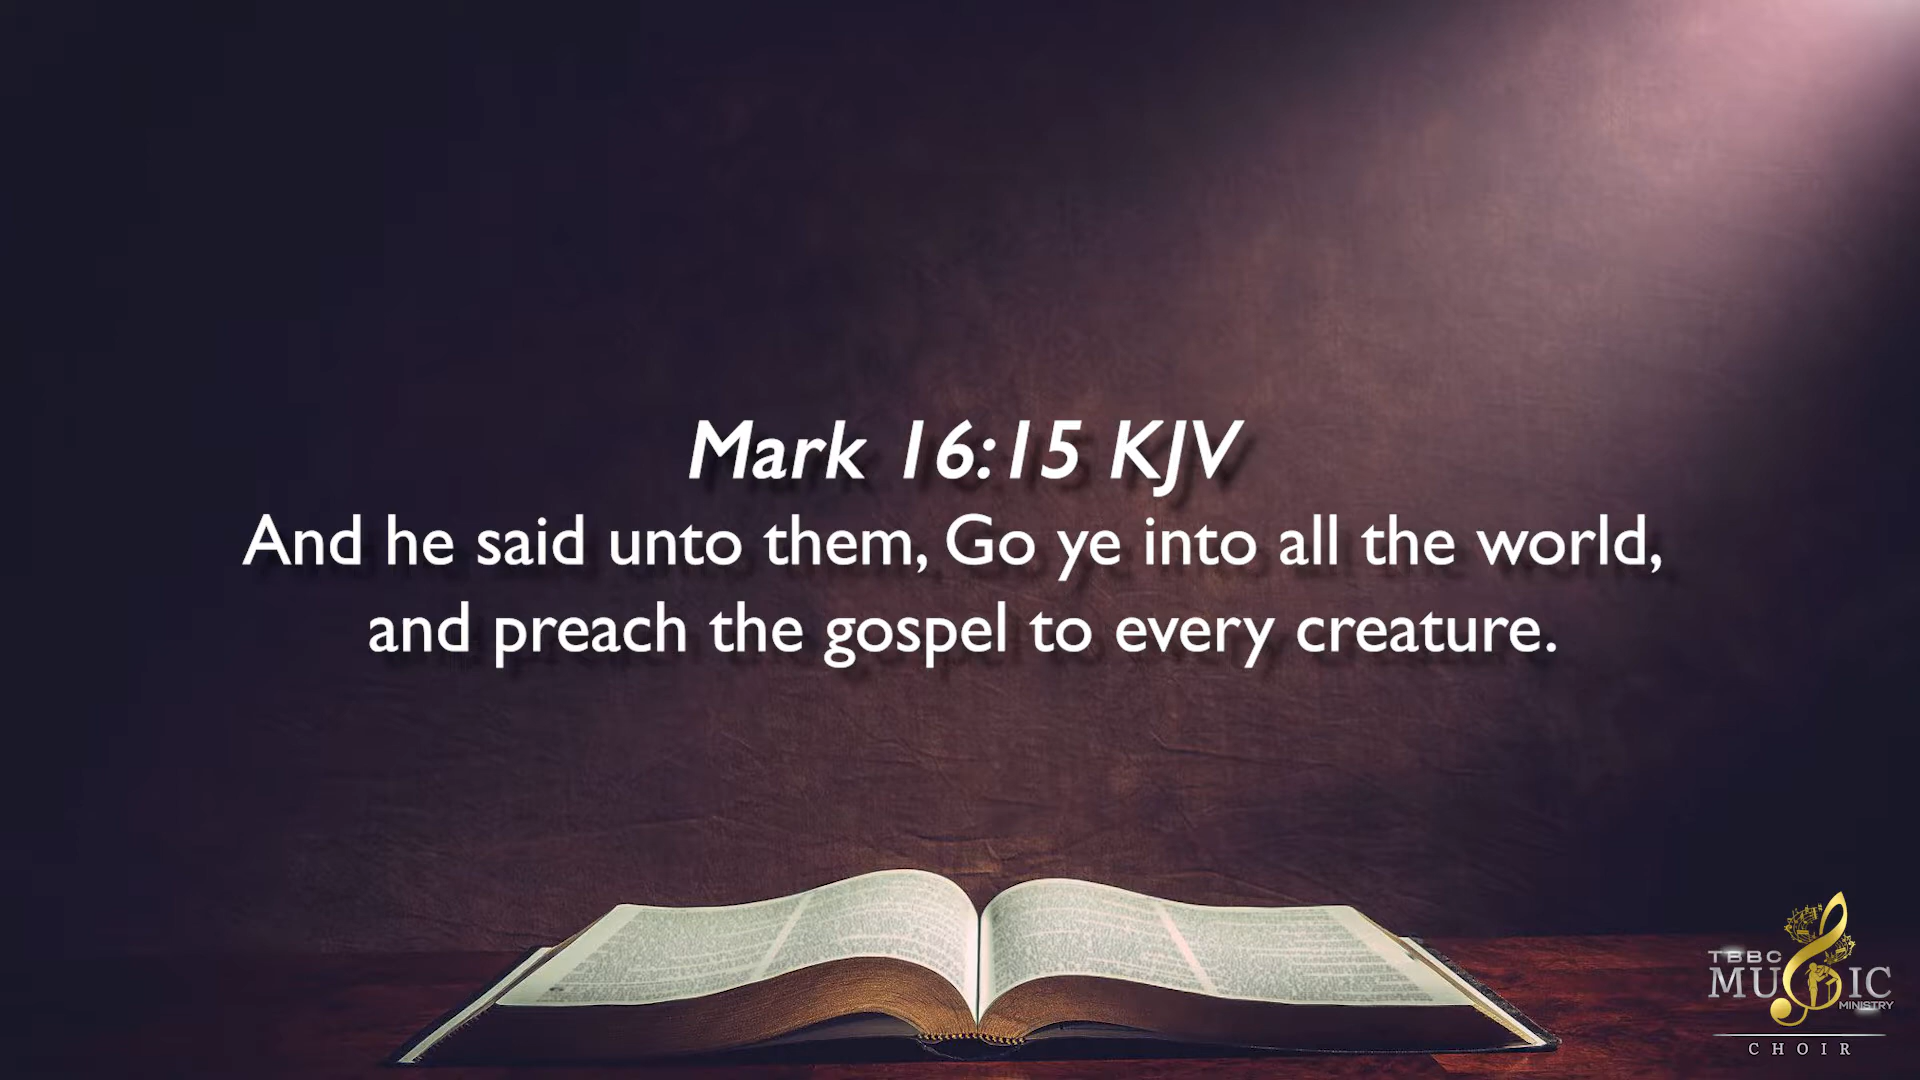 Mark 16:15 KJV
And he said unto them, Go ye into all the world,
and preach the gospel to every creature.
TBBC
MUSIC
MINISTRY
CHOIR